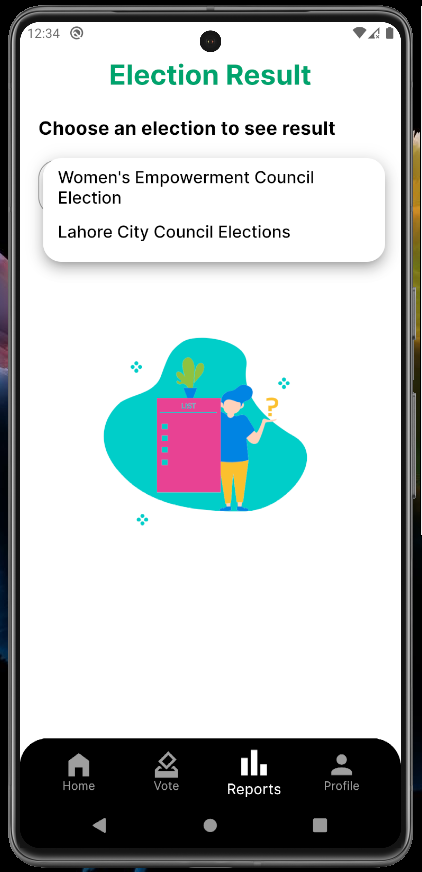 12:34
Election Result
Choose an election to see result
Women's Empowerment Council
Election
Lahore City Council Elections
LIST
?
Home
Vote
Reports
Profile